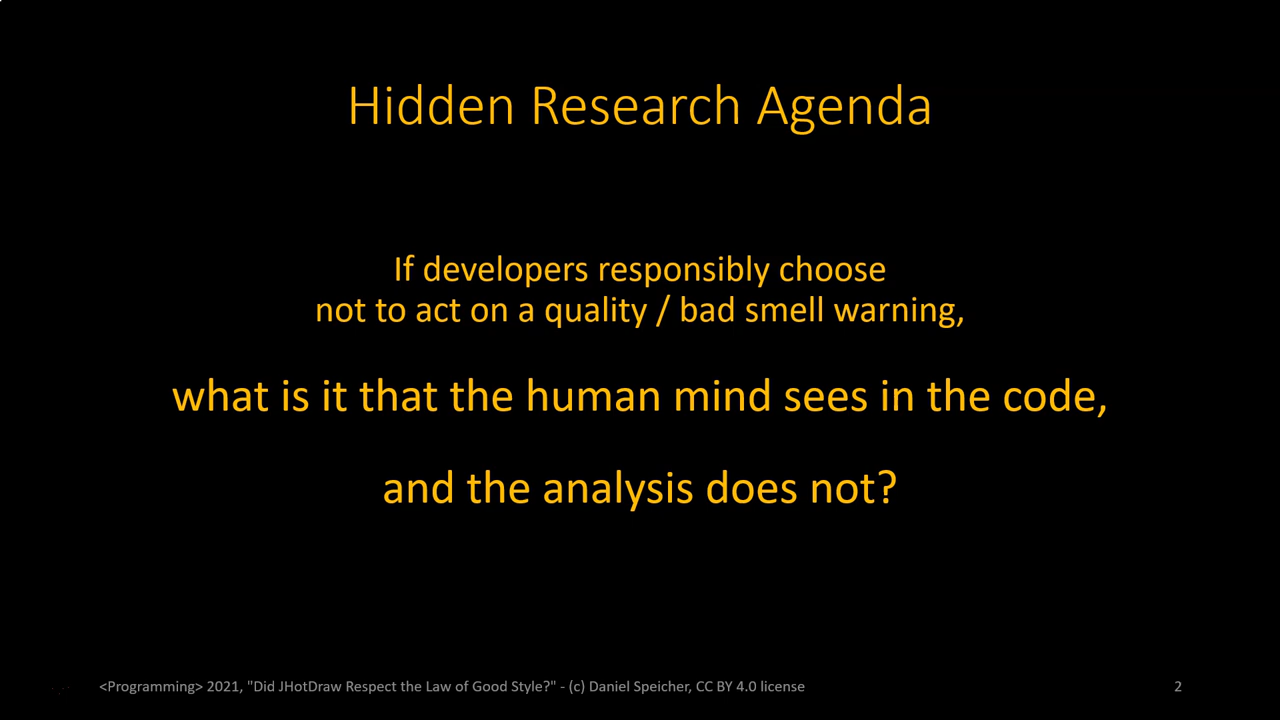 Hidden Research Agenda
If developers responsibly choose
not to act on a quality / bad smell warning,
what is it that the human mind sees in the code,
and the analysis does not?
<Programming> 2021, "Did JHotDraw Respect the Law of Good Style?" - (c) Daniel Speicher, CC BY 4.0 license
2